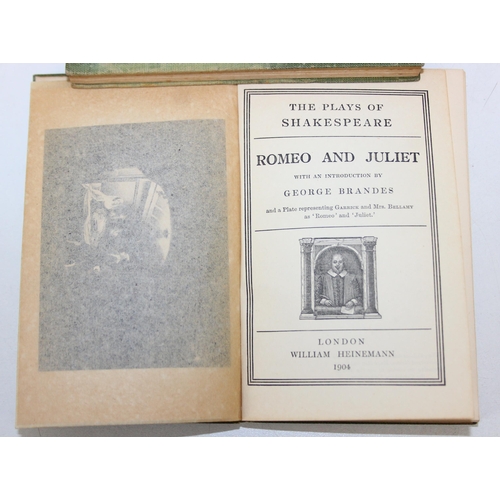 THE PLAYS OF
SHAKESPEARE
ROMEO AND JULIET
WITH AN INTRODUCTION BY
GEORGE BRANDES
and a Plate representing GARRICK and MRS. BELLAMY
as 'Romeo' and 'Juliet.'
LONDON
WILLIAM HEINEMANN
1904